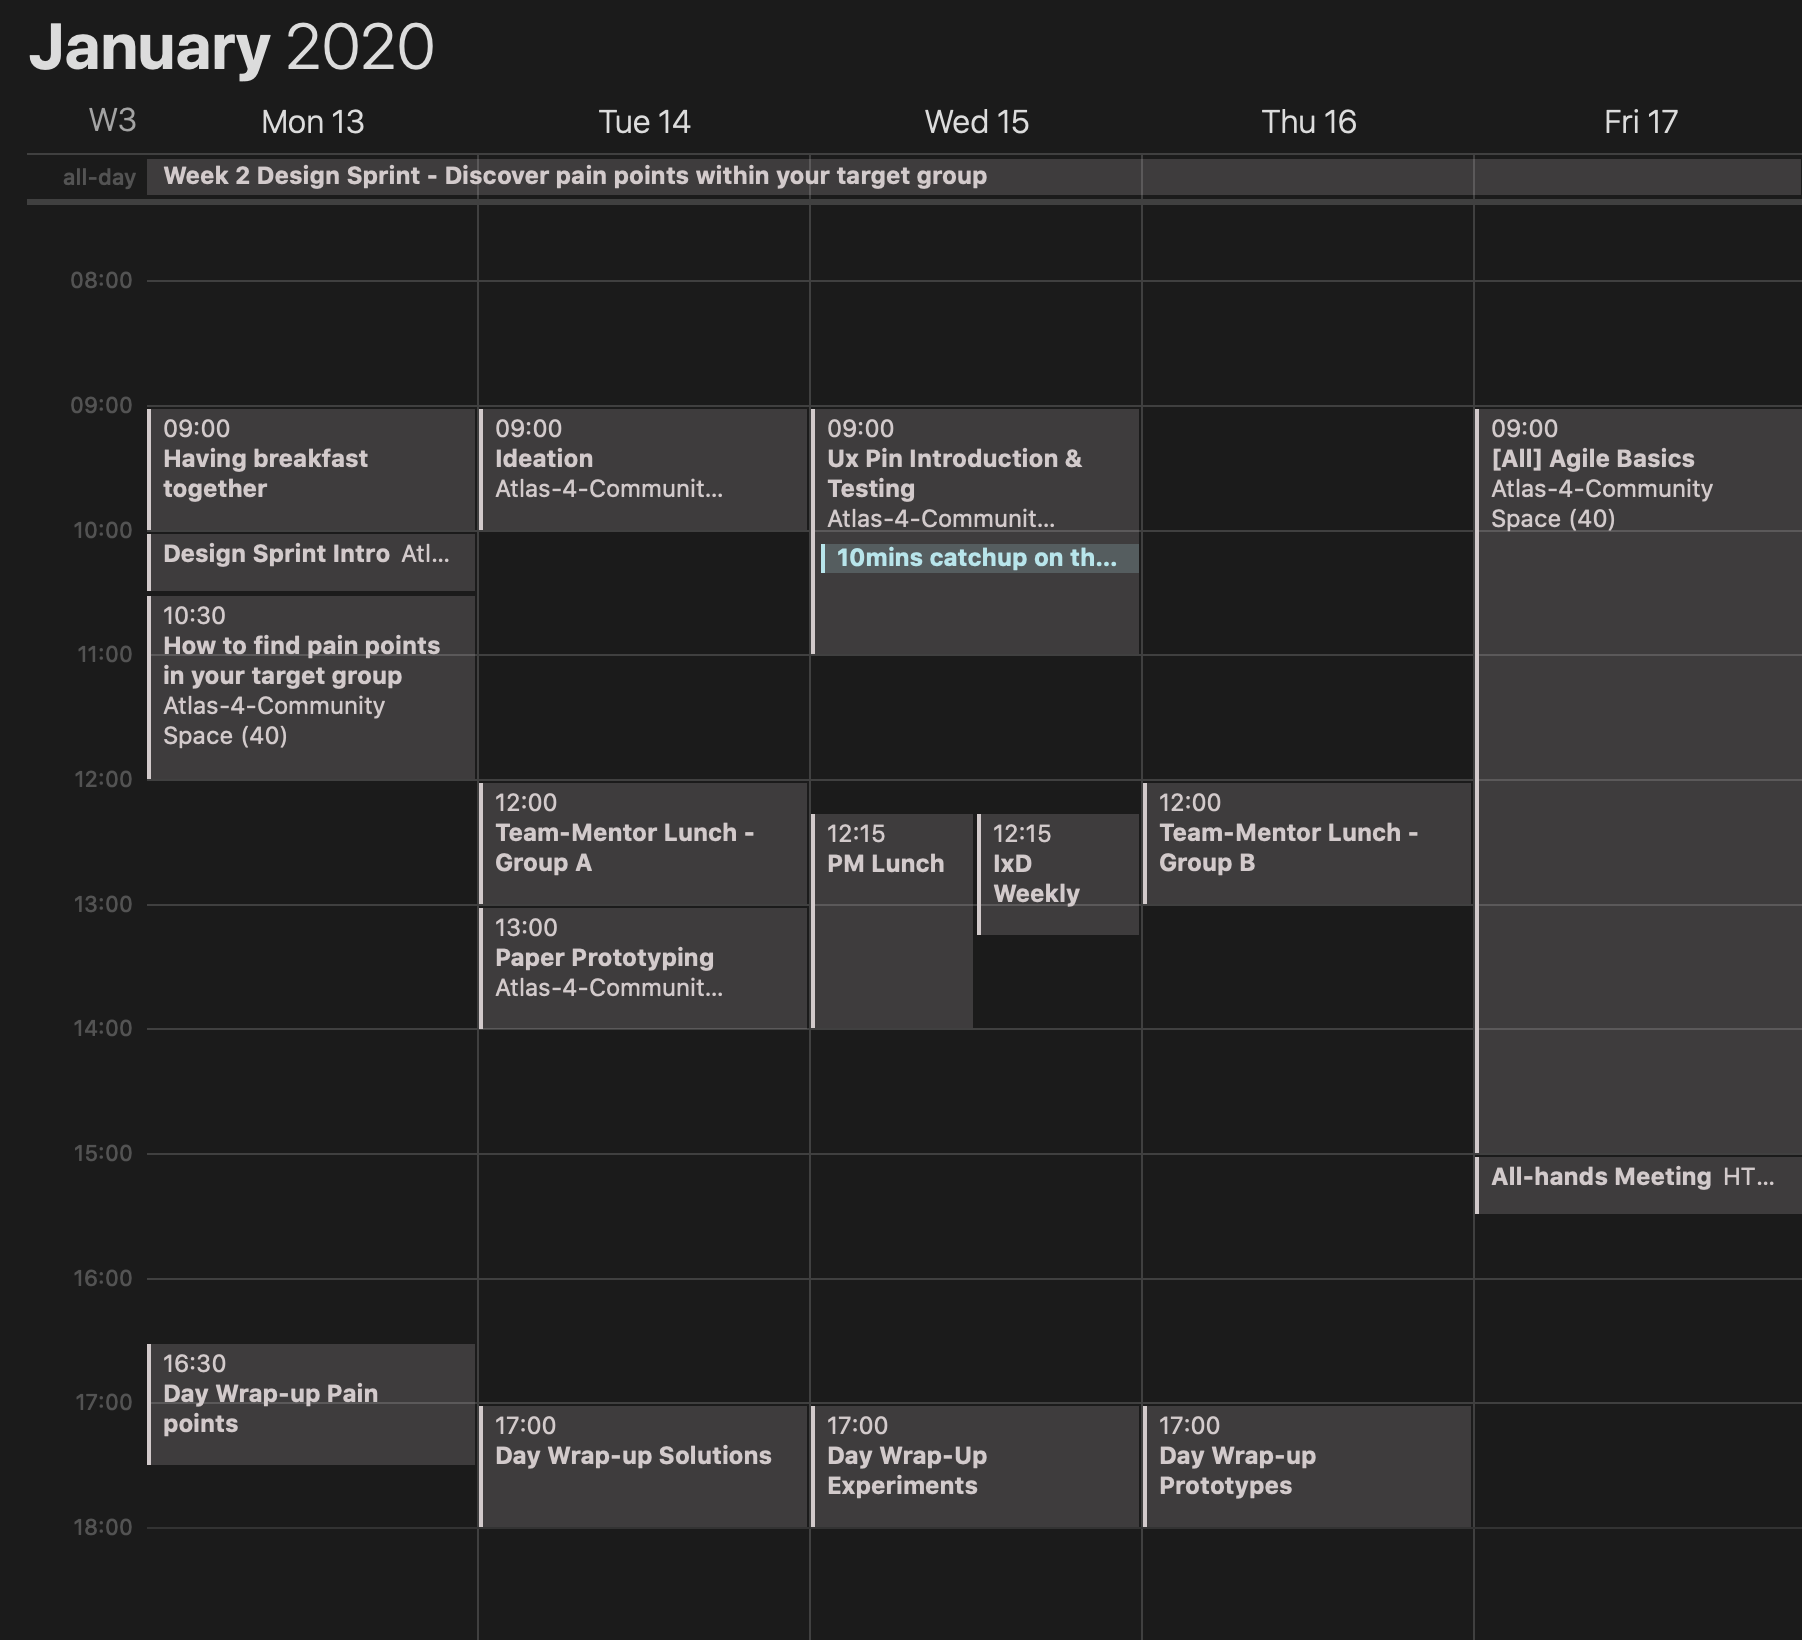 January 2020
W3 Mon 13 Tue 14 Wed 15 Thu 16 Fri 17
all-day Week 2 Design Sprint - Discover pain points within your target group
08:00
09:00
10:00
11:00
12:00
13:00
14:00
15:00
16:00
17:00
18:00
09:00
Having breakfast
together
Design Sprint Intro Atl...
10:30
How to find pain points
in your target group
Atlas-4-Community
Space (40)
16:30
Day Wrap-up Pain
points
09:00
Ideation
Atlas-4-Communit...
12:00
Team-Mentor Lunch -
Group A
13:00
Paper Prototyping
Atlas-4-Communit...
17:00
Day Wrap-up Solutions
09:00
Ux Pin Introduction &
Testing
Atlas-4-Communit...
10mins catchup on th...
12:15
PM Lunch
12:15
IxD
Weekly
17:00
Day Wrap-Up
Experiments
12:00
Team-Mentor Lunch -
Group B
17:00
Day Wrap-up
Prototypes
09:00
[All] Agile Basics
Atlas-4-Community
Space (40)
All-hands Meeting HT...